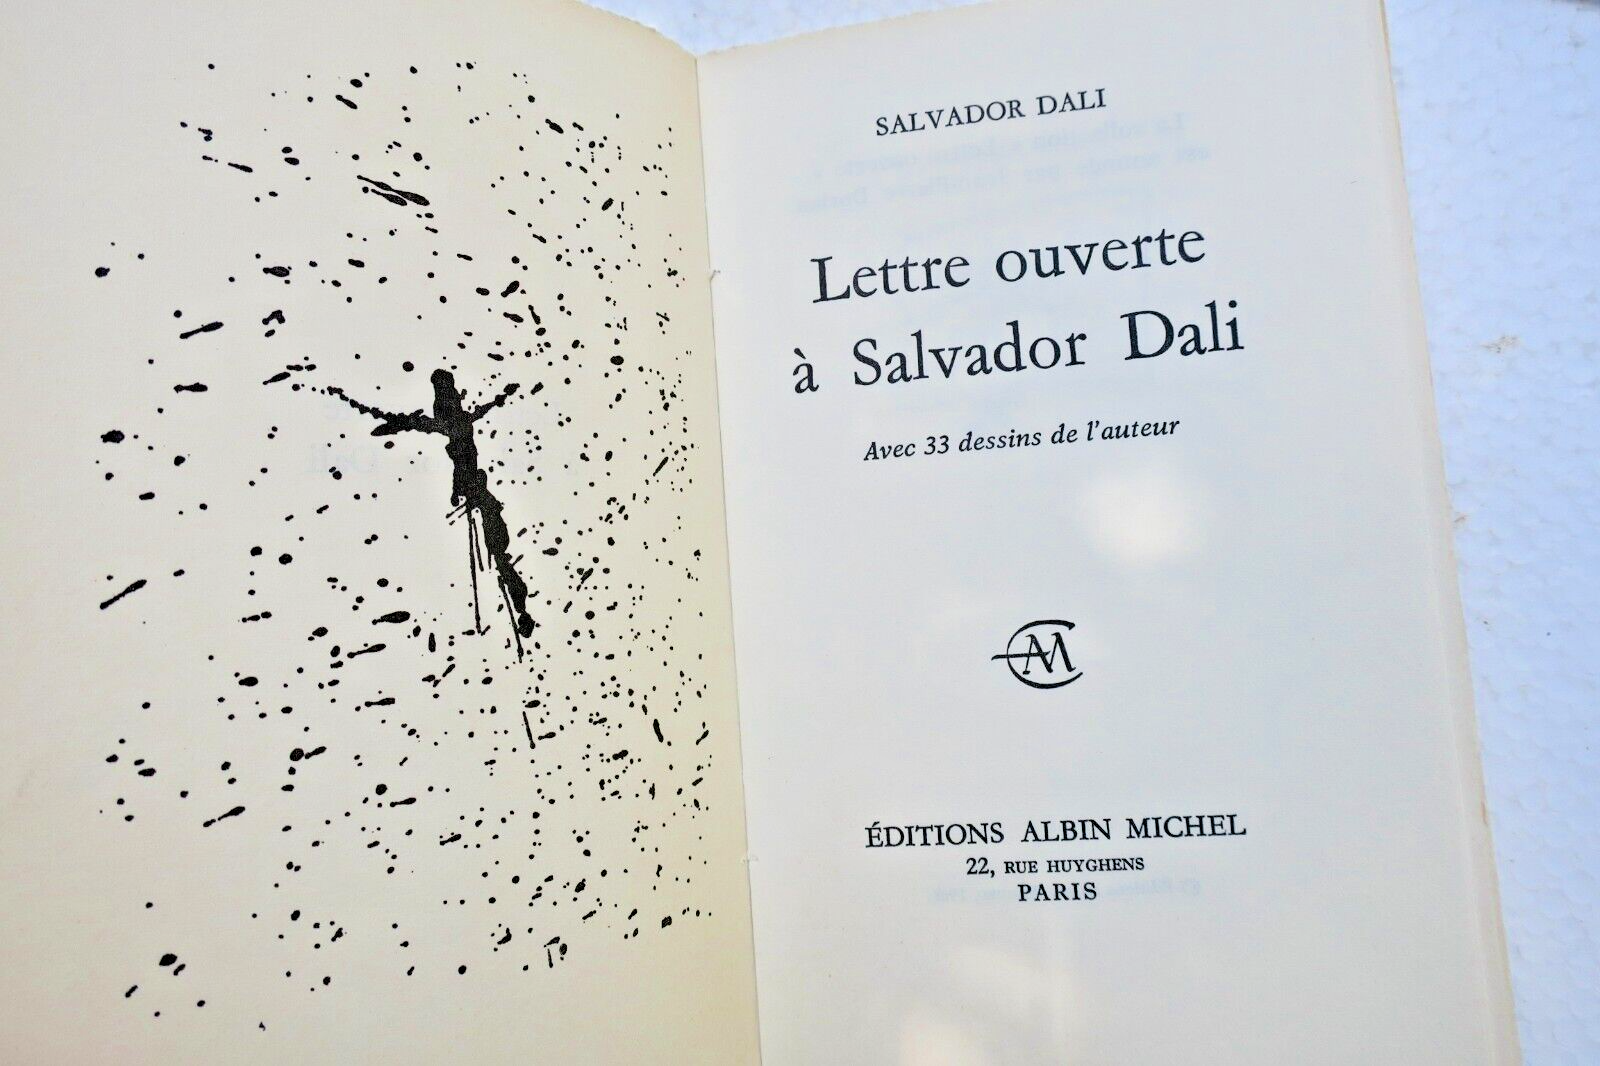 SALVADOR DALI
Lettre ouverte
à Salvador Dali
Avec 33 dessins de l'auteur
AM
ÉDITIONS ALBIN MICHEL
22, RUE HUYGHENS
PARIS